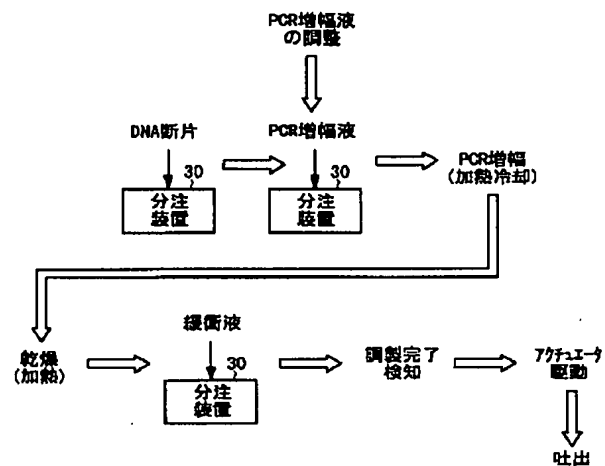 PCR増幅液
の調整
DNA断片
PCR増幅液
PCR増幅
(加熱冷却)
30
分注
装置
30
分注
装置
緩衝液
乾燥
(加熱)
30
分注
装置
調製完了
検知
アクチュエータ
駆動
吐出